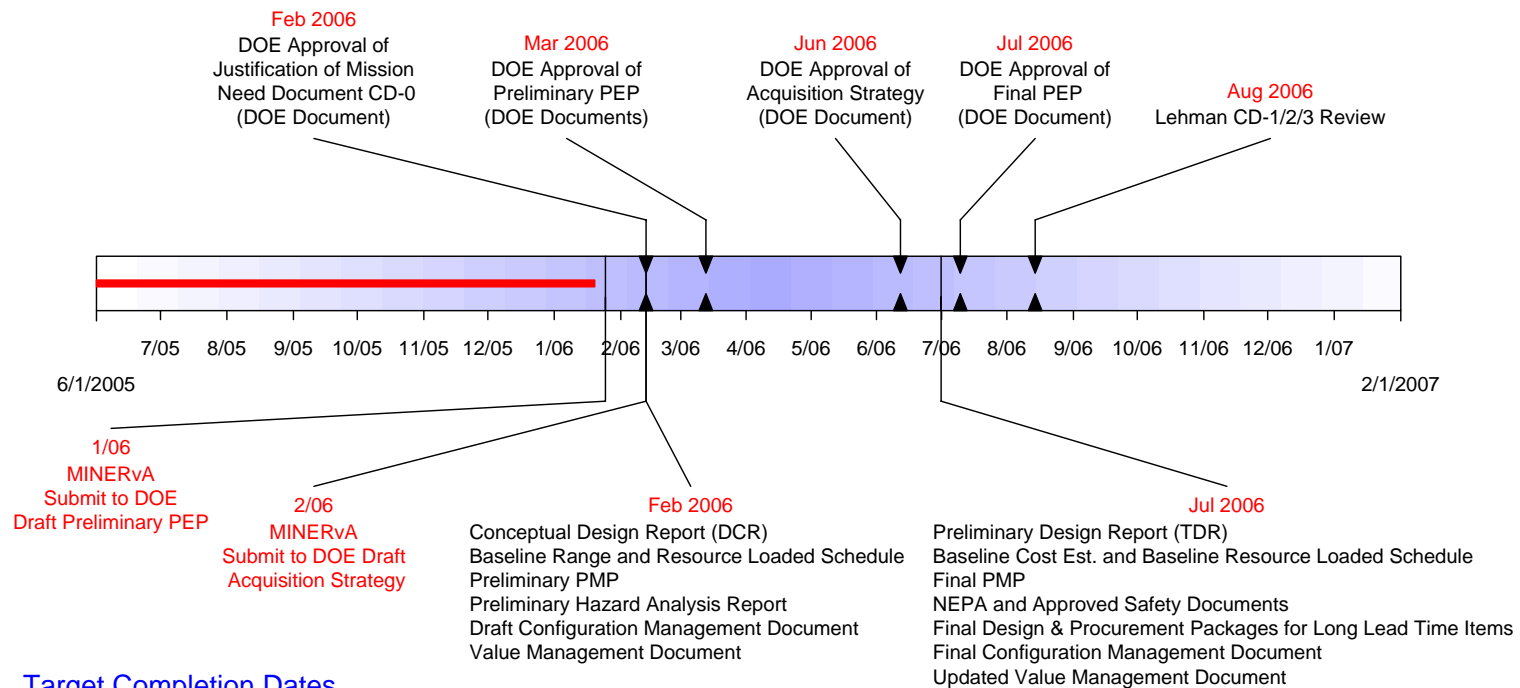 Feb 2006
DOE Approval of
Justification of Mission
Need Document CD-0
(DOE Document)
Mar 2006
DOE Approval of
Preliminary PEP
(DOE Documents)
Jun 2006
DOE Approval of
Acquisition Strategy
(DOE Document)
Jul 2006
DOE Approval of
Final PEP
(DOE Document)
Aug 2006
Lehman CD-1/2/3 Review
7/05 8/05 9/05 10/05 11/05 12/05 1/06 2/06 3/06 4/06 5/06 6/06 7/06 8/06 9/06 10/06 11/06 12/06 1/07
6/1/2005
2/1/2007
1/06
MINERvA
Submit to DOE
Draft Preliminary PEP
2/06
MINERvA
Submit to DOE Draft
Acquisition Strategy
Feb 2006
Conceptual Design Report (DCR)
Baseline Range and Resource Loaded Schedule
Preliminary PMP
Preliminary Hazard Analysis Report
Draft Configuration Management Document
Value Management Document
Jul 2006
Preliminary Design Report (TDR)
Baseline Cost Est. and Baseline Resource Loaded Schedule
Final PMP
NEPA and Approved Safety Documents
Final Design & Procurement Packages for Long Lead Time Items
Final Configuration Management Document
Updated Value Management Document
Target Completion Dates